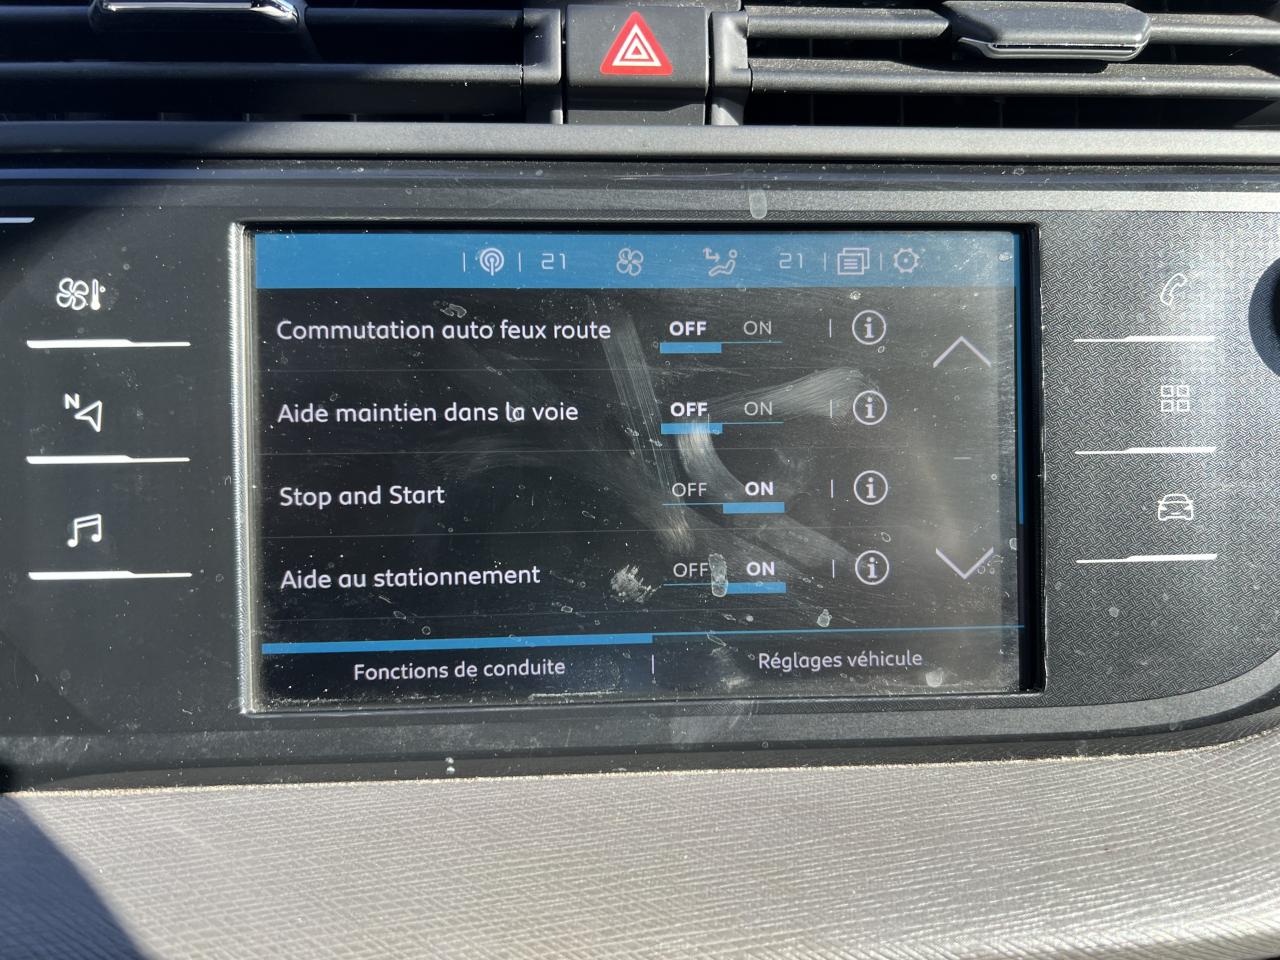 21 21
Commutation auto feux route OFF ON
Aide maintien dans la voie OFF ON
Stop and Start OFF ON
Aide au stationnement OFF ON
Fonctions de conduite | Réglages véhicule
N